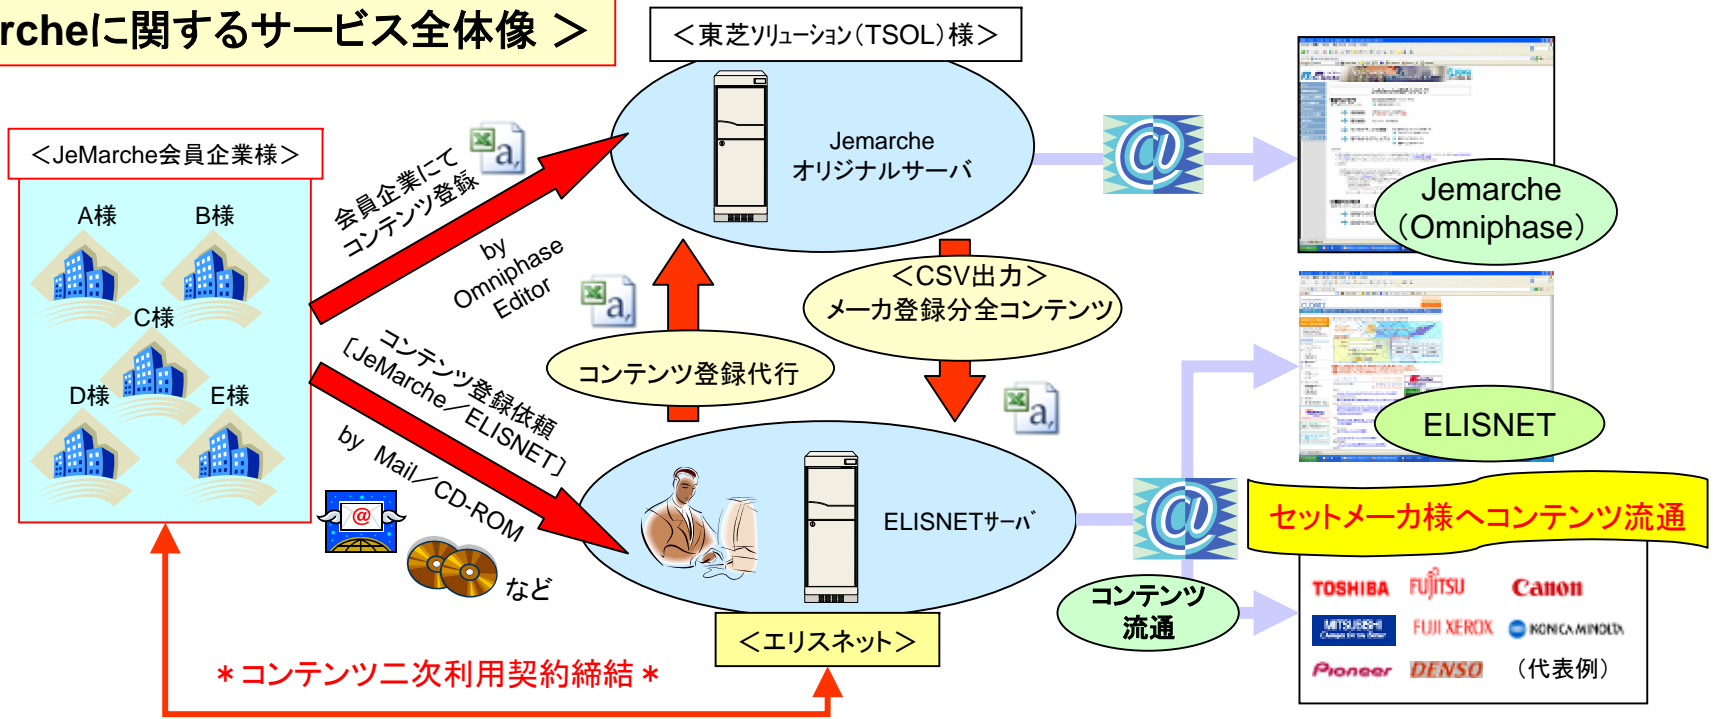 rcheに関するサービス全体像 ＞
＜東芝ｿﾘｭｰｼｮﾝ（TSOL）様＞
＜JeMarche会員企業様＞
A様
B様
C様
D様
E様
会員企業にて
コンテンツ登録
by
Omniphase
Editor
Jemarche
オリジナルサーバ
Jemarche
（Omniphase）
コンテンツ登録代行
＜CSV出力＞
メーカ登録分全コンテンツ
コンテンツ登録依頼
［JeMarche／ELISNET］
by Mail／CD-ROM
など
ELISNETｻｰﾊﾞ
＜エリスネット＞
ELISNET
コンテンツ
流通
セットメーカ様へコンテンツ流通
TOSHIBA
FUJITSU
Canon
MITSUBISHI
Changes for the Better
FUJI XEROX
KONICA MINOLTA
Pioneer
DENSO
（代表例）
＊コンテンツ二次利用契約締結＊